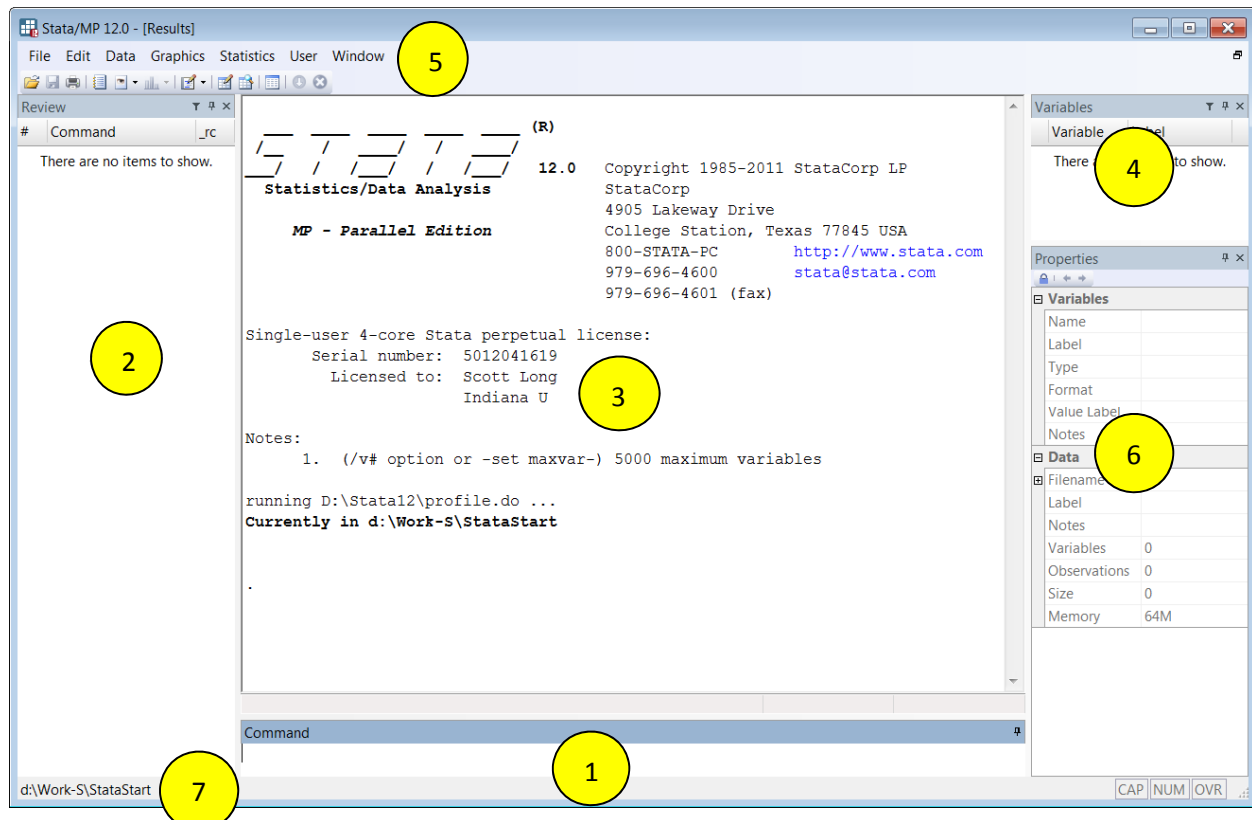 Stata/MP 12.0 - [Results]
File Edit Data Graphics Statistics User Window
5
Review
# Command _rc
There are no items to show.
2
(R)
Stata 12.0 Copyright 1985-2011 StataCorp LP
Statistics/Data Analysis StataCorp
4905 Lakeway Drive
MP - Parallel Edition College Station, Texas 77845 USA
800-STATA-PC http://www.stata.com
979-696-4600 stata@stata.com
979-696-4601 (fax)
Single-user 4-core Stata perpetual license:
Serial number: 5012041619
Licensed to: Scott Long
Indiana U
3
Notes:
1. (/v# option or -set maxvar-) 5000 maximum variables
running D:\Stata12\profile.do ...
Currently in d:\Work-S\StataStart
.
Command
1
Variables
Variable
There to show.
4
Properties
Variables
Name
Label
Type
Format
Value Label
Notes
Data
6
Filename
Label
Notes
Variables 0
Observations 0
Size 0
Memory 64M
d:\Work-S\StataStart
7
CAP NUM OVR